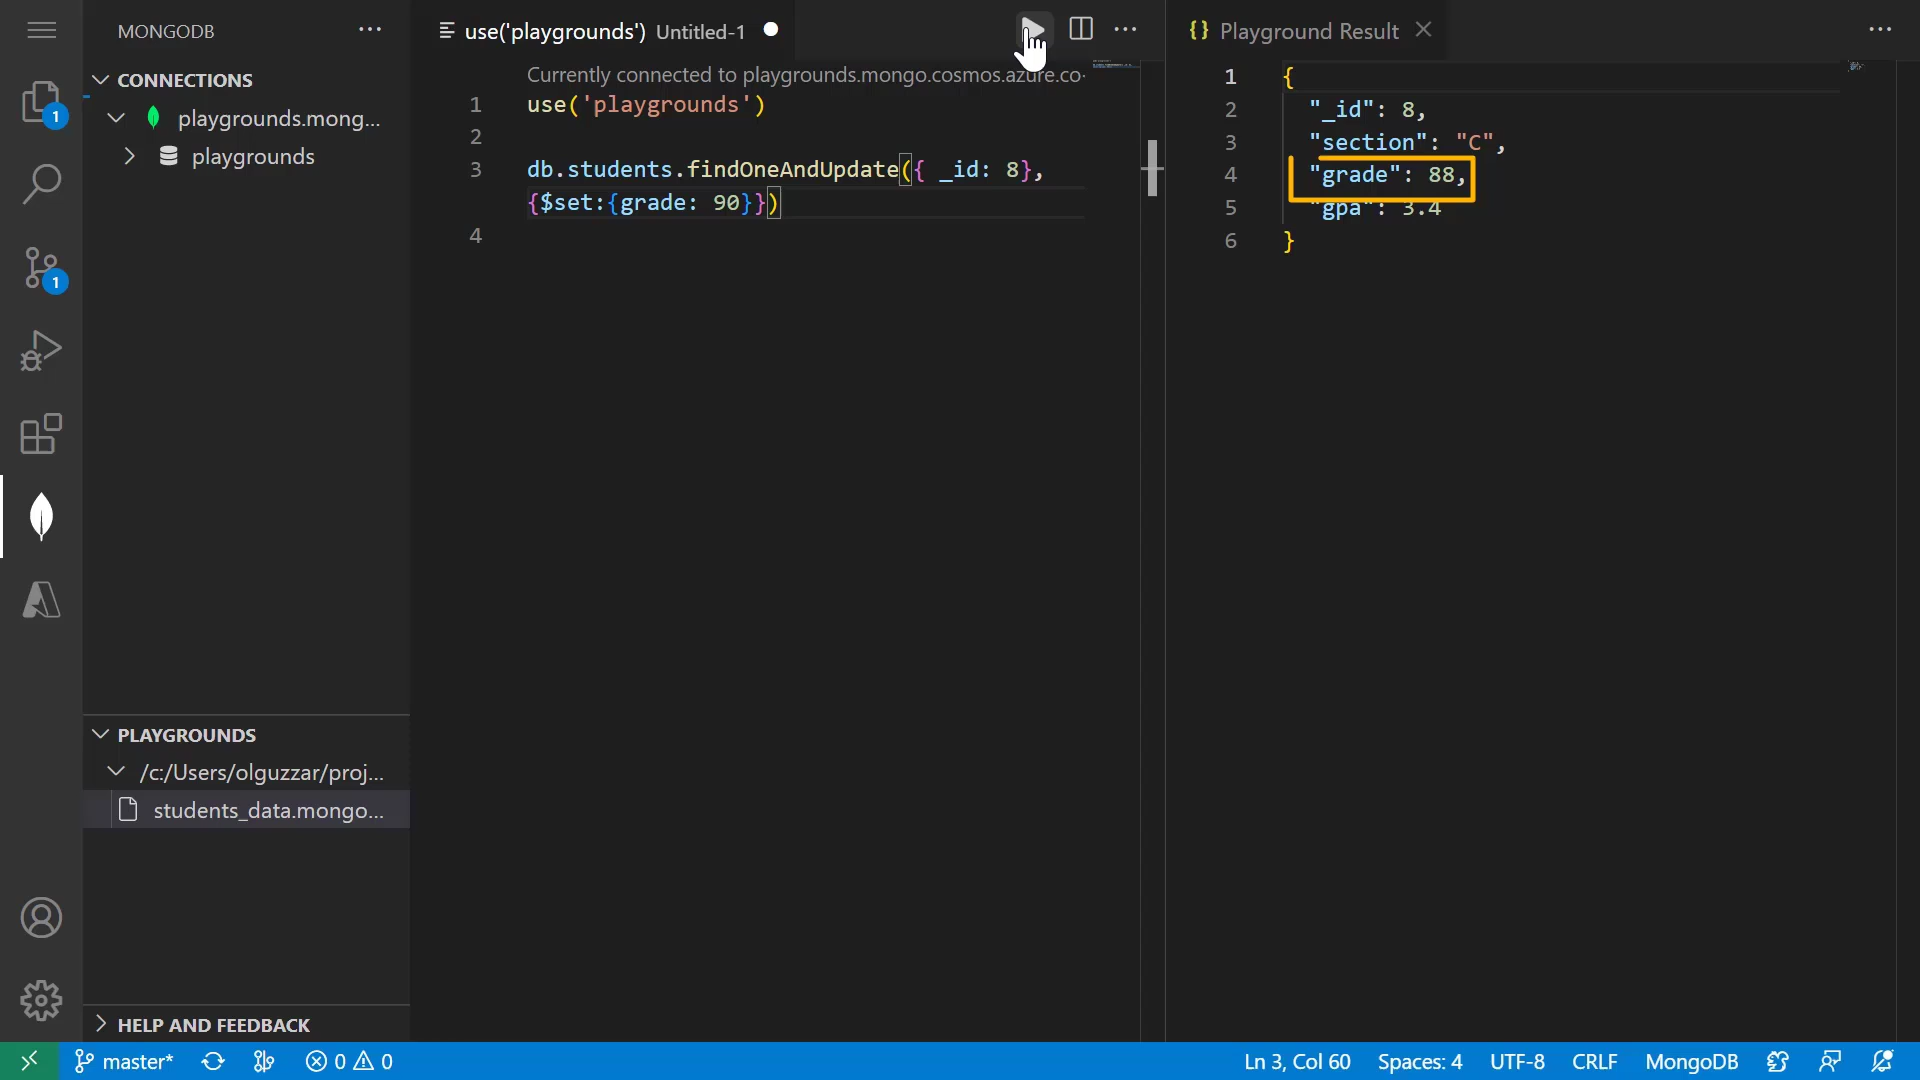 MONGODB
CONNECTIONS
playgrounds.mong...
playgrounds
PLAYGROUNDS
/c:/Users/olguzzar/proj...
students_data.mongo...
HELP AND FEEDBACK
1
1
use('playgrounds') Untitled-1
Currently connected to playgrounds.mongo.cosmos.azure.co
1 use('playgrounds')
2
3 db.students.findOneAndUpdate({ _id: 8},
{$set:{grade: 90}})
4
{} Playground Result
1 {
2 "_id": 8,
3 "section": "C",
4 "grade": 88,
5 "gpa": 3.4
6 }
master* 0 0 Ln 3, Col 60 Spaces: 4 UTF-8 CRLF MongoDB